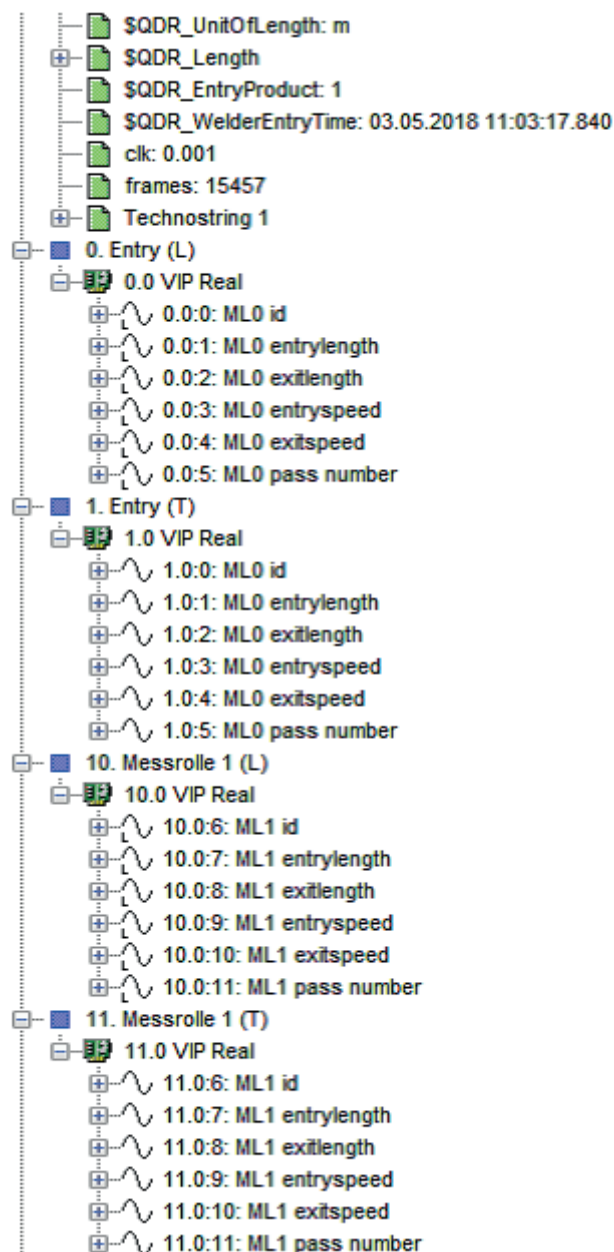 $QDR_UnitOfLength: m
$QDR_Length
$QDR_EntryProduct: 1
$QDR_WelderEntryTime: 03.05.2018 11:03:17.840
clk: 0.001
frames: 15457
Technostring 1
0. Entry (L)
0.0 VIP Real
0.0:0: ML0 id
0.0:1: ML0 entrylength
0.0:2: ML0 exitlength
0.0:3: ML0 entryspeed
0.0:4: ML0 exitspeed
0.0:5: ML0 pass number
1. Entry (T)
1.0 VIP Real
1.0:0: ML0 id
1.0:1: ML0 entrylength
1.0:2: ML0 exitlength
1.0:3: ML0 entryspeed
1.0:4: ML0 exitspeed
1.0:5: ML0 pass number
10. Messrolle 1 (L)
10.0 VIP Real
10.0:6: ML1 id
10.0:7: ML1 entrylength
10.0:8: ML1 exitlength
10.0:9: ML1 entryspeed
10.0:10: ML1 exitspeed
10.0:11: ML1 pass number
11. Messrolle 1 (T)
11.0 VIP Real
11.0:6: ML1 id
11.0:7: ML1 entrylength
11.0:8: ML1 exitlength
11.0:9: ML1 entryspeed
11.0:10: ML1 exitspeed
11.0:11: ML1 pass number